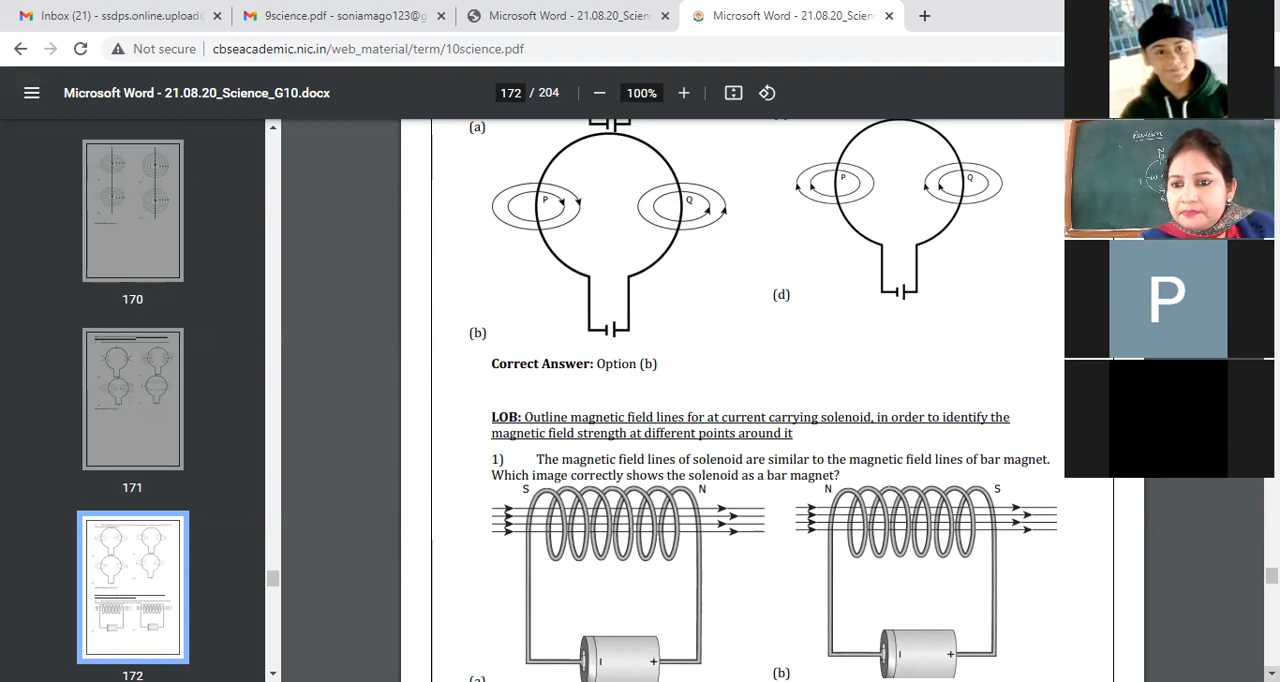 Inbox (21) - ssdps.online.upload
9science.pdf - soniamago123@g
Microsoft Word - 21.08.20_Scienc
Microsoft Word - 21.08.20_Scien
Not secure
cbseacademic.nic.in/web_material/term/10science.pdf
Microsoft Word - 21.08.20_Science_G10.docx
172 / 204
100%
170
171
172
(a)
P
Q
(b)
P
Q
(d)
Correct Answer: Option (b)
LOB: Outline magnetic field lines for at current carrying solenoid, in order to identify the
magnetic field strength at different points around it
1) The magnetic field lines of solenoid are similar to the magnetic field lines of bar magnet.
Which image correctly shows the solenoid as a bar magnet?
S
N
N
S
+
+
(a)
(b)
P